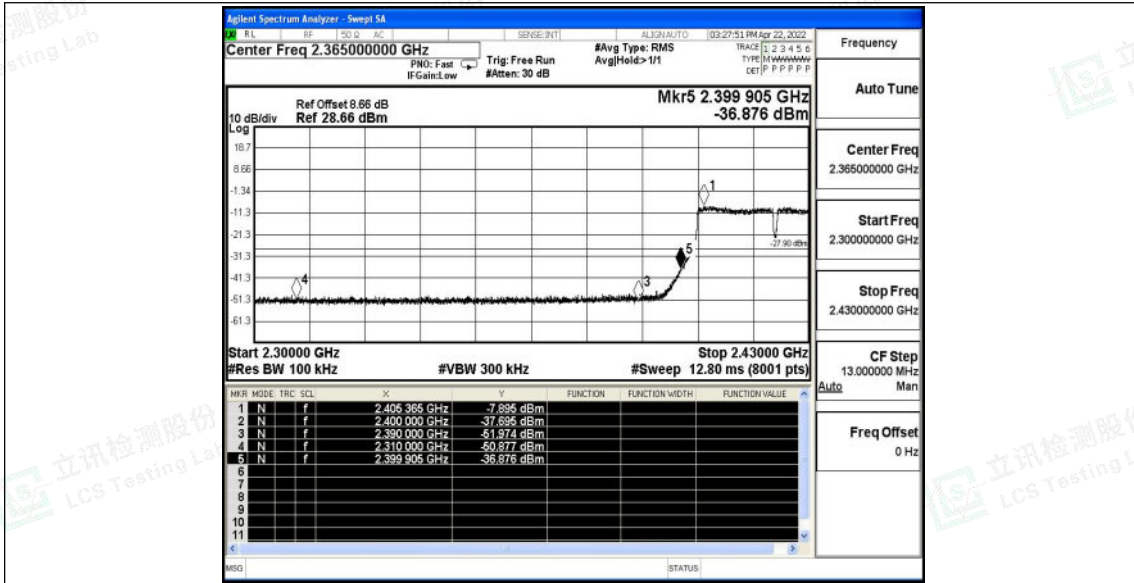 Agilent Spectrum Analyzer - Swept SA
RL RF 50 Ω AC SENSE:INT ALIGNAUTO 03:27:51 PM Apr 22, 2022
Center Freq 2.365000000 GHz
PNO: Fast
IFGain:Low
Trig: Free Run
#Atten: 30 dB
#Avg Type: RMS
Avg|Hold:>1/1
TRACE 1 2 3 4 5 6
TYPE M WWWWW
DET P P P P P P
Mkr5 2.399 905 GHz
-36.876 dBm
Ref Offset 8.66 dB
10 dB/div Ref 28.66 dBm
Log
18.7
8.66
-1.34
-11.3
-21.3
-31.3
-41.3
-51.3
-61.3
1
-27.90 dBm
5
4
3
Start 2.30000 GHz Stop 2.43000 GHz
#Res BW 100 kHz #VBW 300 kHz #Sweep 12.80 ms (8001 pts)
MKR MODE TRC SCL X Y FUNCTION FUNCTION WIDTH FUNCTION VALUE
1 N f 2.405 365 GHz -7.895 dBm
2 N f 2.400 000 GHz -37.695 dBm
3 N f 2.390 000 GHz -51.974 dBm
4 N f 2.310 000 GHz -50.877 dBm
5 N f 2.399 905 GHz -36.876 dBm
6
7
8
9
10
11
MSG STATUS
Frequency
Auto Tune
Center Freq
2.365000000 GHz
Start Freq
2.300000000 GHz
Stop Freq
2.430000000 GHz
CF Step
13.000000 MHz
Auto Man
Freq Offset
0 Hz
立讯检测股份
LCS Testing Lab